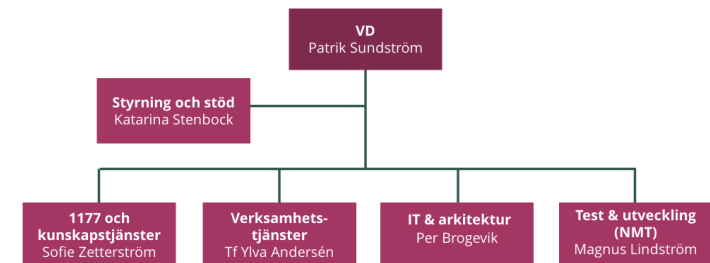 VD
Patrik Sundström
Styrning och stöd
Katarina Stenbock
1177 och
kunskapstjänster
Sofie Zetterström
Verksamhets-
tjänster
Tf Ylva Andersén
IT & arkitektur
Per Brogevik
Test & utveckling
(NMT)
Magnus Lindström